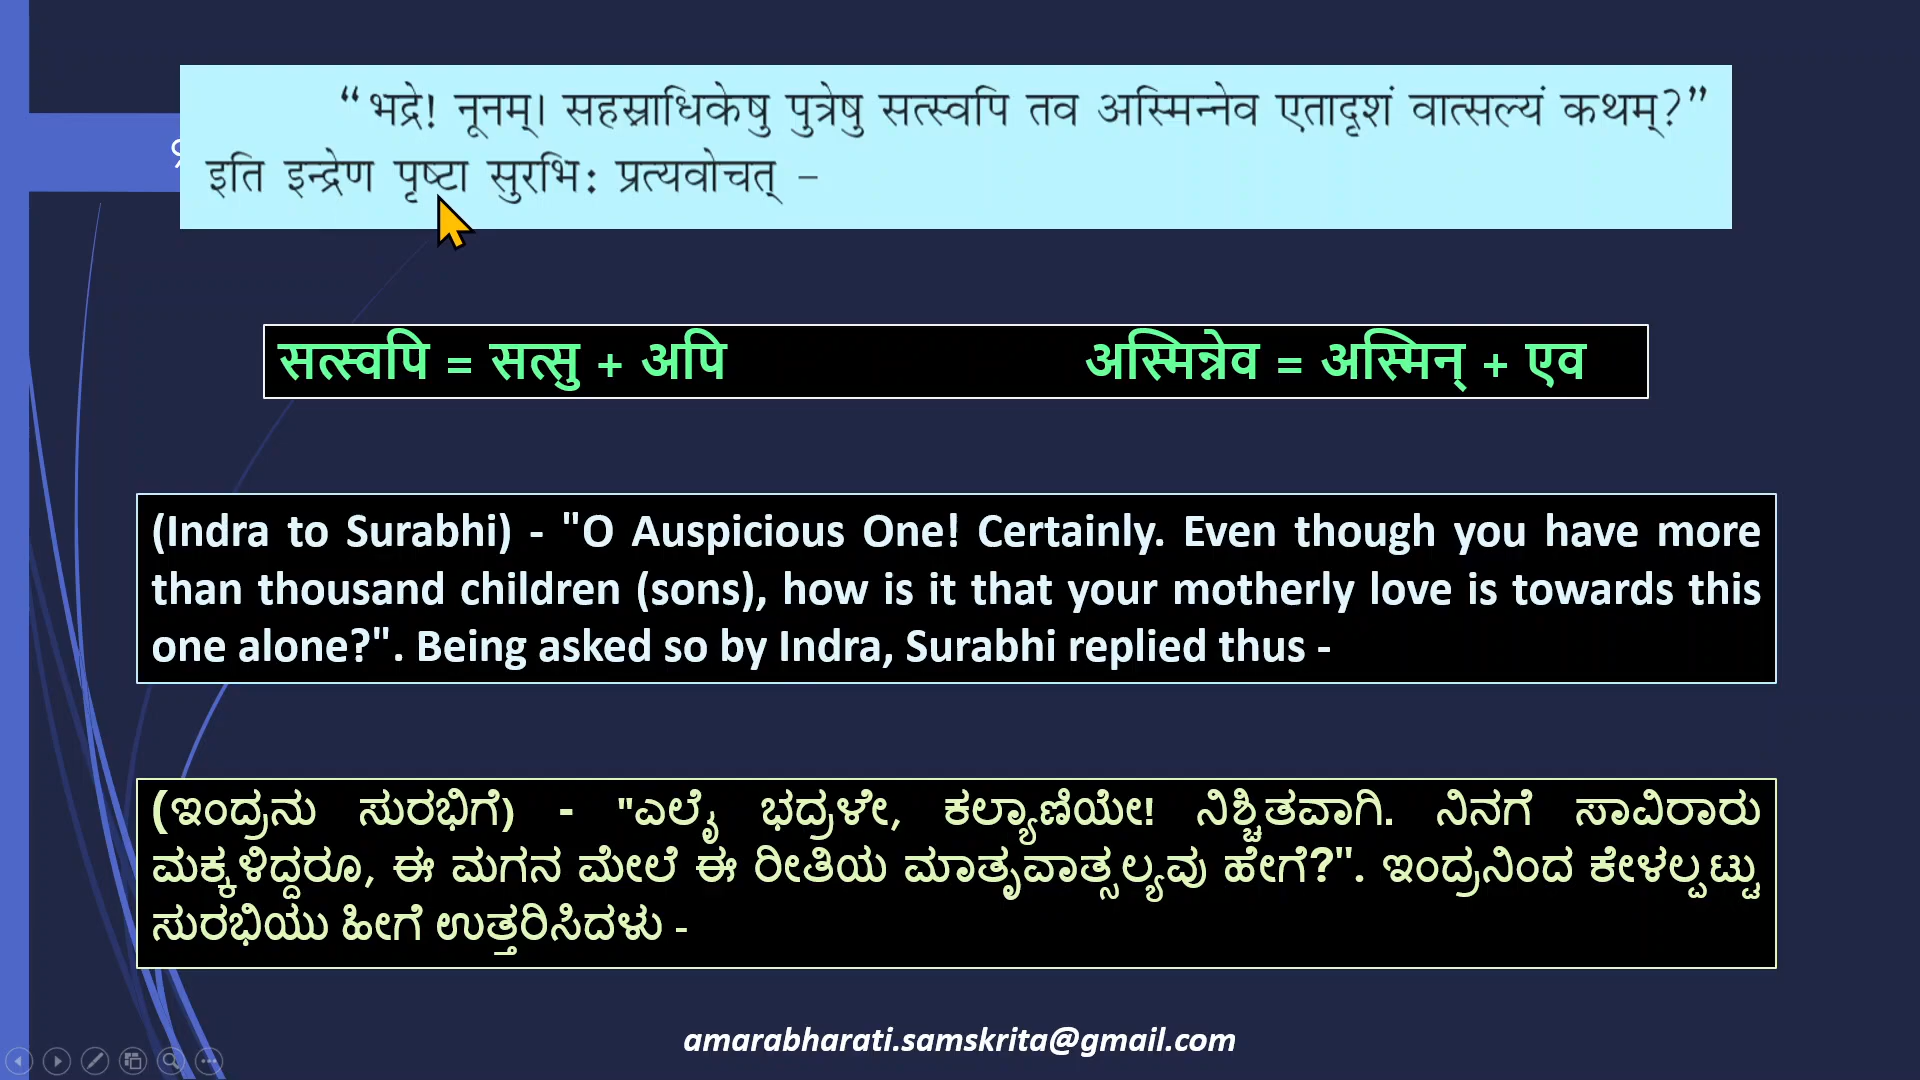 “भद्रे! नूनम्। सहस्राधिकेषु पुत्रेषु सत्स्वपि तव अस्मिन्नेव एतादृशं वात्सल्यं कथम्?”
इति इन्द्रेण पृष्टा सुरभिः प्रत्यवोचत् –
सत्स्वपि = सत्सु + अपि अस्मिन्नेव = अस्मिन् + एव
(Indra to Surabhi) - "O Auspicious One! Certainly. Even though you have more
than thousand children (sons), how is it that your motherly love is towards this
one alone?". Being asked so by Indra, Surabhi replied thus -
(ಇಂದ್ರನು ಸುರಭಿಗೆ) - "ಎಲೈ ಭದ್ರಳೇ, ಕಲ್ಯಾಣಿಯೇ! ನಿಶ್ಚಿತವಾಗಿ. ನಿನಗೆ ಸಾವಿರಾರು
ಮಕ್ಕಳಿದ್ದರೂ, ಈ ಮಗನ ಮೇಲೆ ಈ ರೀತಿಯ ಮಾತೃವಾತ್ಸಲ್ಯವು ಹೇಗೆ?". ಇಂದ್ರನಿಂದ ಕೇಳಲ್ಪಟ್ಟು
ಸುರಭಿಯು ಹೀಗೆ ಉತ್ತರಿಸಿದಳು -
amarabharati.samskrita@gmail.com